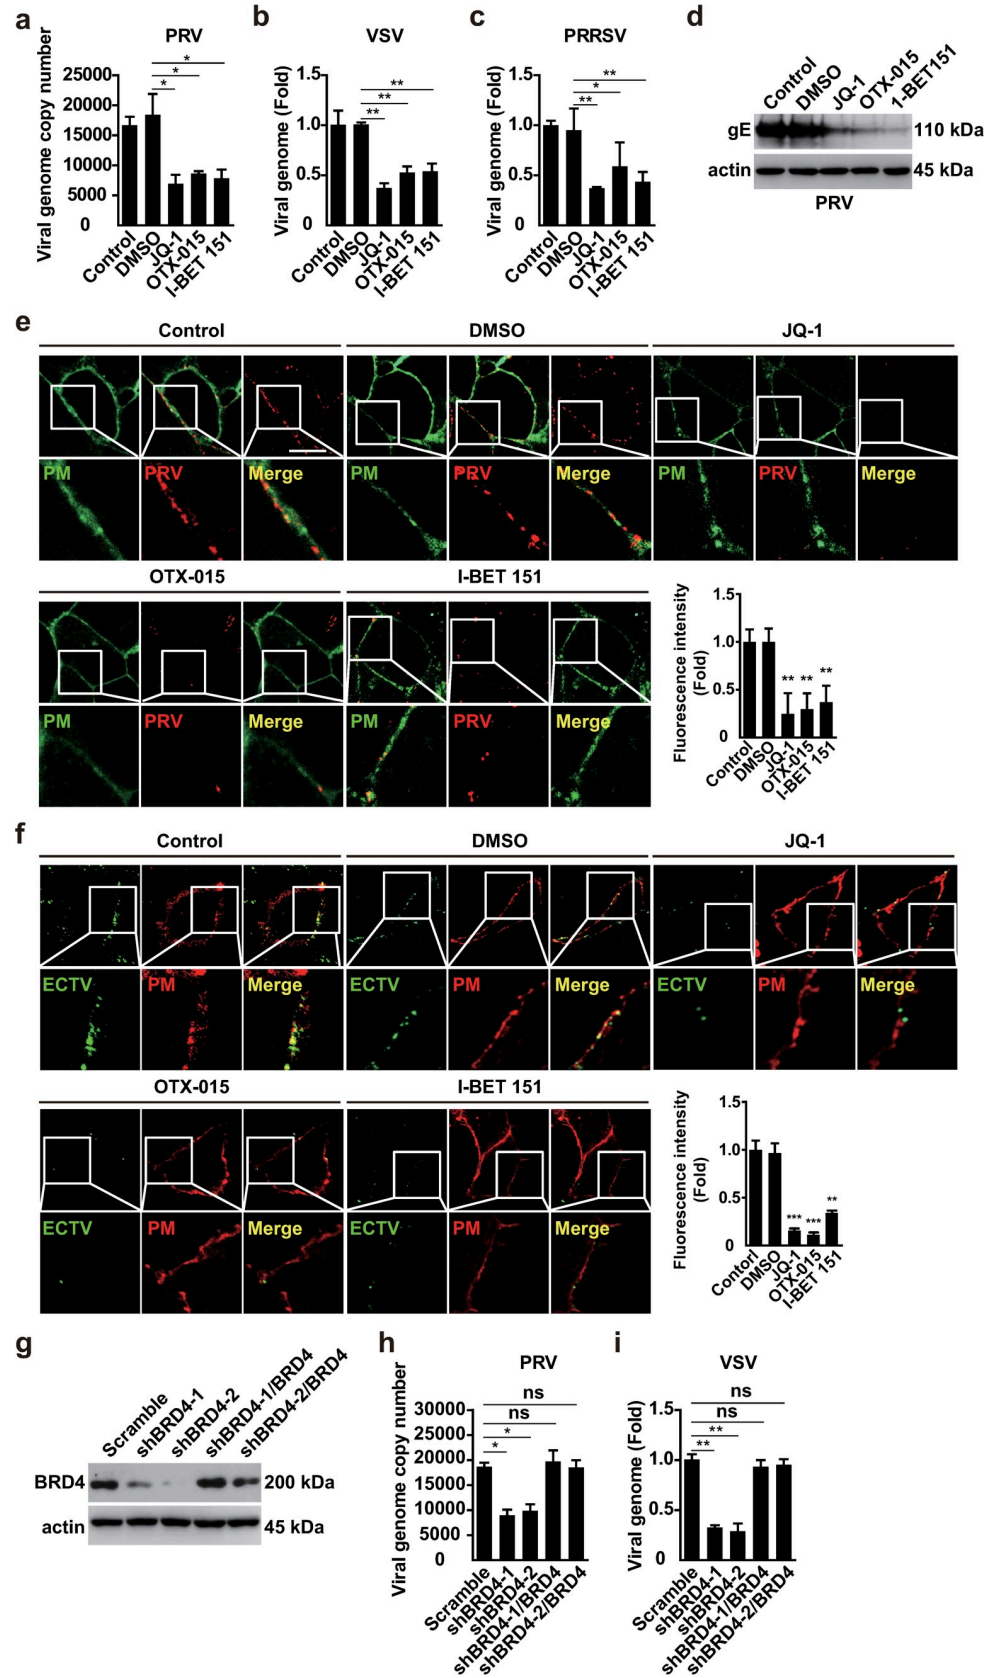 a
PRV
Viral genome copy number
25000
20000
15000
10000
5000
0
*
*
*
Control
DMSO
JQ-1
OTX-015
I-BET 151
b
VSV
Viral genome (Fold)
1.5
1.0
0.5
0
**
**
**
Control
DMSO
JQ-1
OTX-015
I-BET 151
c
PRRSV
Viral genome (Fold)
1.5
1.0
0.5
0
**
*
**
Control
DMSO
JQ-1
OTX-015
I-BET 151
d
Control
DMSO
JQ-1
OTX-015
1-BET151
gE
110 kDa
actin
45 kDa
PRV
e
Control
DMSO
JQ-1
PM
PRV
Merge
PM
PRV
Merge
PM
PRV
Merge
OTX-015
I-BET 151
PM
PRV
Merge
PM
PRV
Merge
Fluorescence intensity
(Fold)
1.5
1.0
0.5
0
**
**
**
Control
DMSO
JQ-1
OTX-015
I-BET 151
f
Control
DMSO
JQ-1
ECTV
PM
Merge
ECTV
PM
Merge
ECTV
PM
Merge
OTX-015
I-BET 151
ECTV
PM
Merge
ECTV
PM
Merge
Fluorescence intensity
(Fold)
1.5
1.0
0.5
0
***
***
**
Contorl
DMSO
JQ-1
OTX-015
I-BET 151
g
Scramble
shBRD4-1
shBRD4-2
shBRD4-1/BRD4
shBRD4-2/BRD4
BRD4
200 kDa
actin
45 kDa
h
PRV
Viral genome copy number
30000
25000
20000
15000
10000
5000
0
ns
ns
*
*
Scramble
shBRD4-1
shBRD4-2
shBRD4-1/BRD4
shBRD4-2/BRD4
i
VSV
Viral genome (Fold)
1.5
1.0
0.5
0
ns
ns
**
**
Scramble
shBRD4-1
shBRD4-2
shBRD4-1/BRD4
shBRD4-2/BRD4